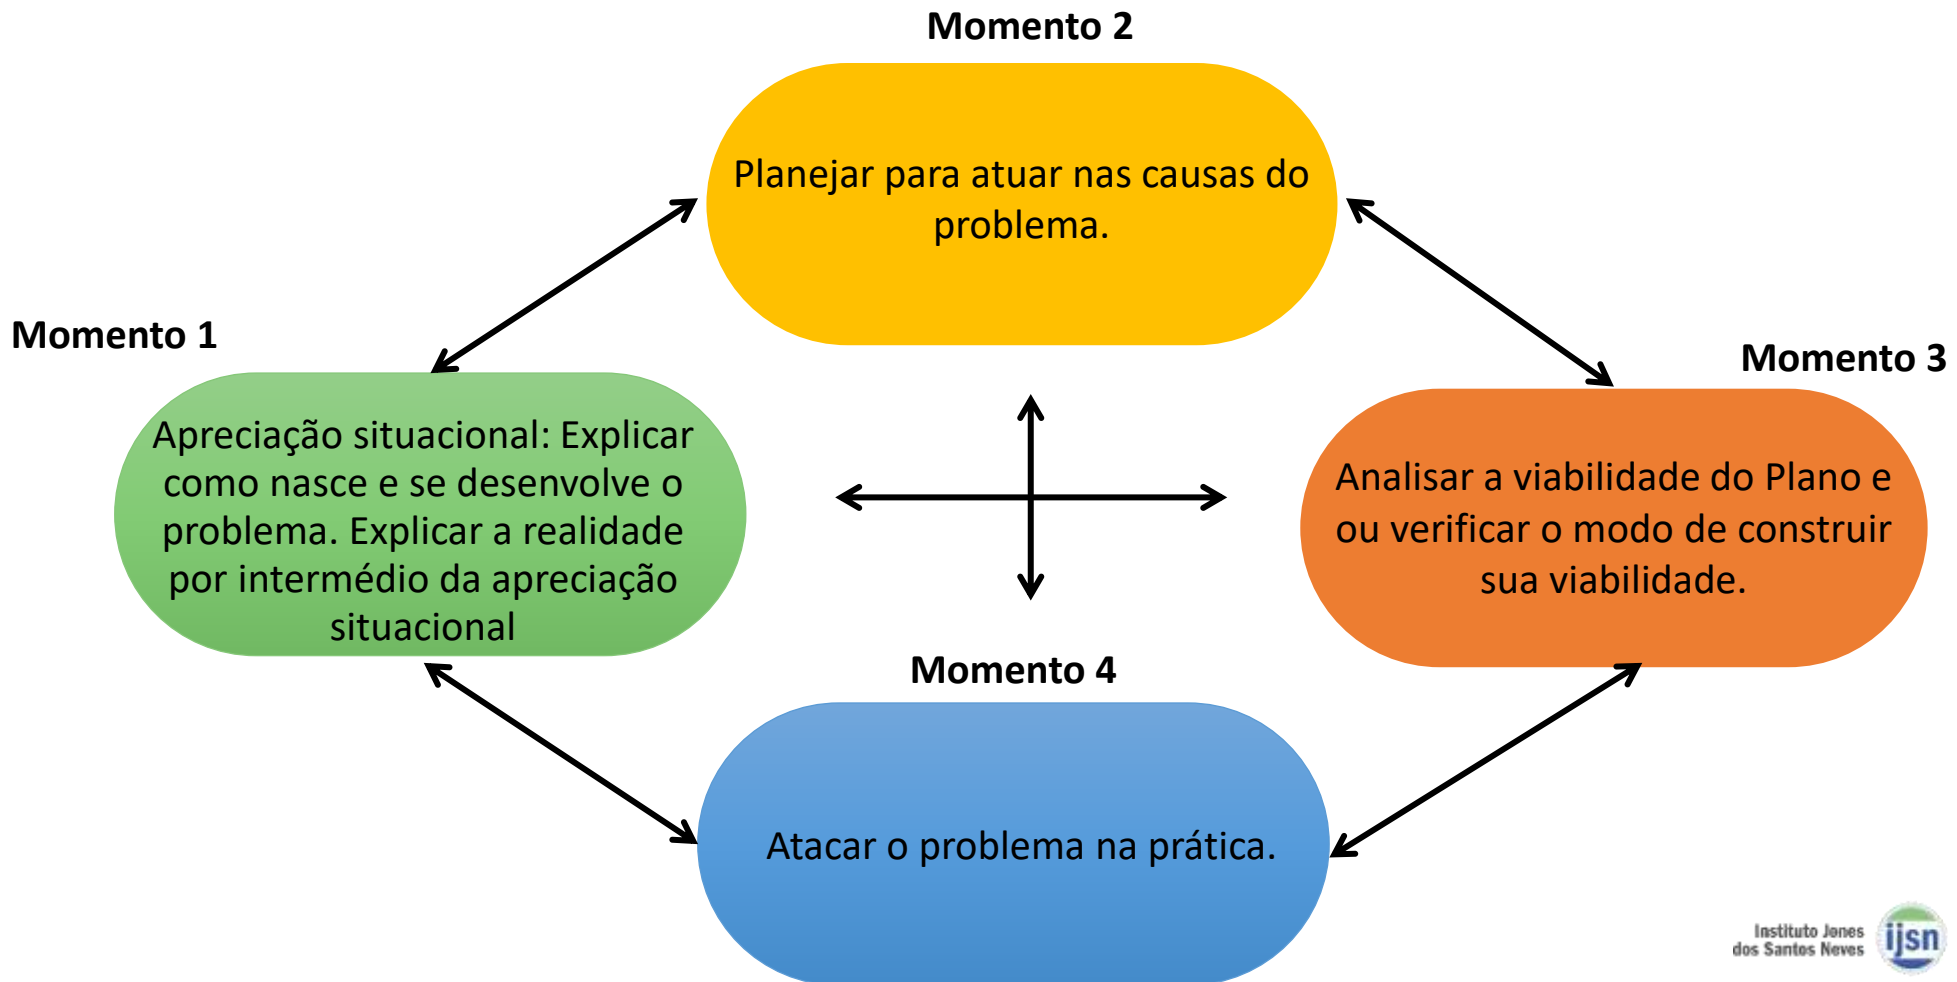 Momento 2
Planejar para atuar nas causas do
problema.
Momento 1
Apreciação situacional: Explicar
como nasce e se desenvolve o
problema. Explicar a realidade
por intermédio da apreciação
situacional
Momento 3
Analisar a viabilidade do Plano e
ou verificar o modo de construir
sua viabilidade.
Momento 4
Atacar o problema na prática.
Instituto Jones
dos Santos Neves
ijsn